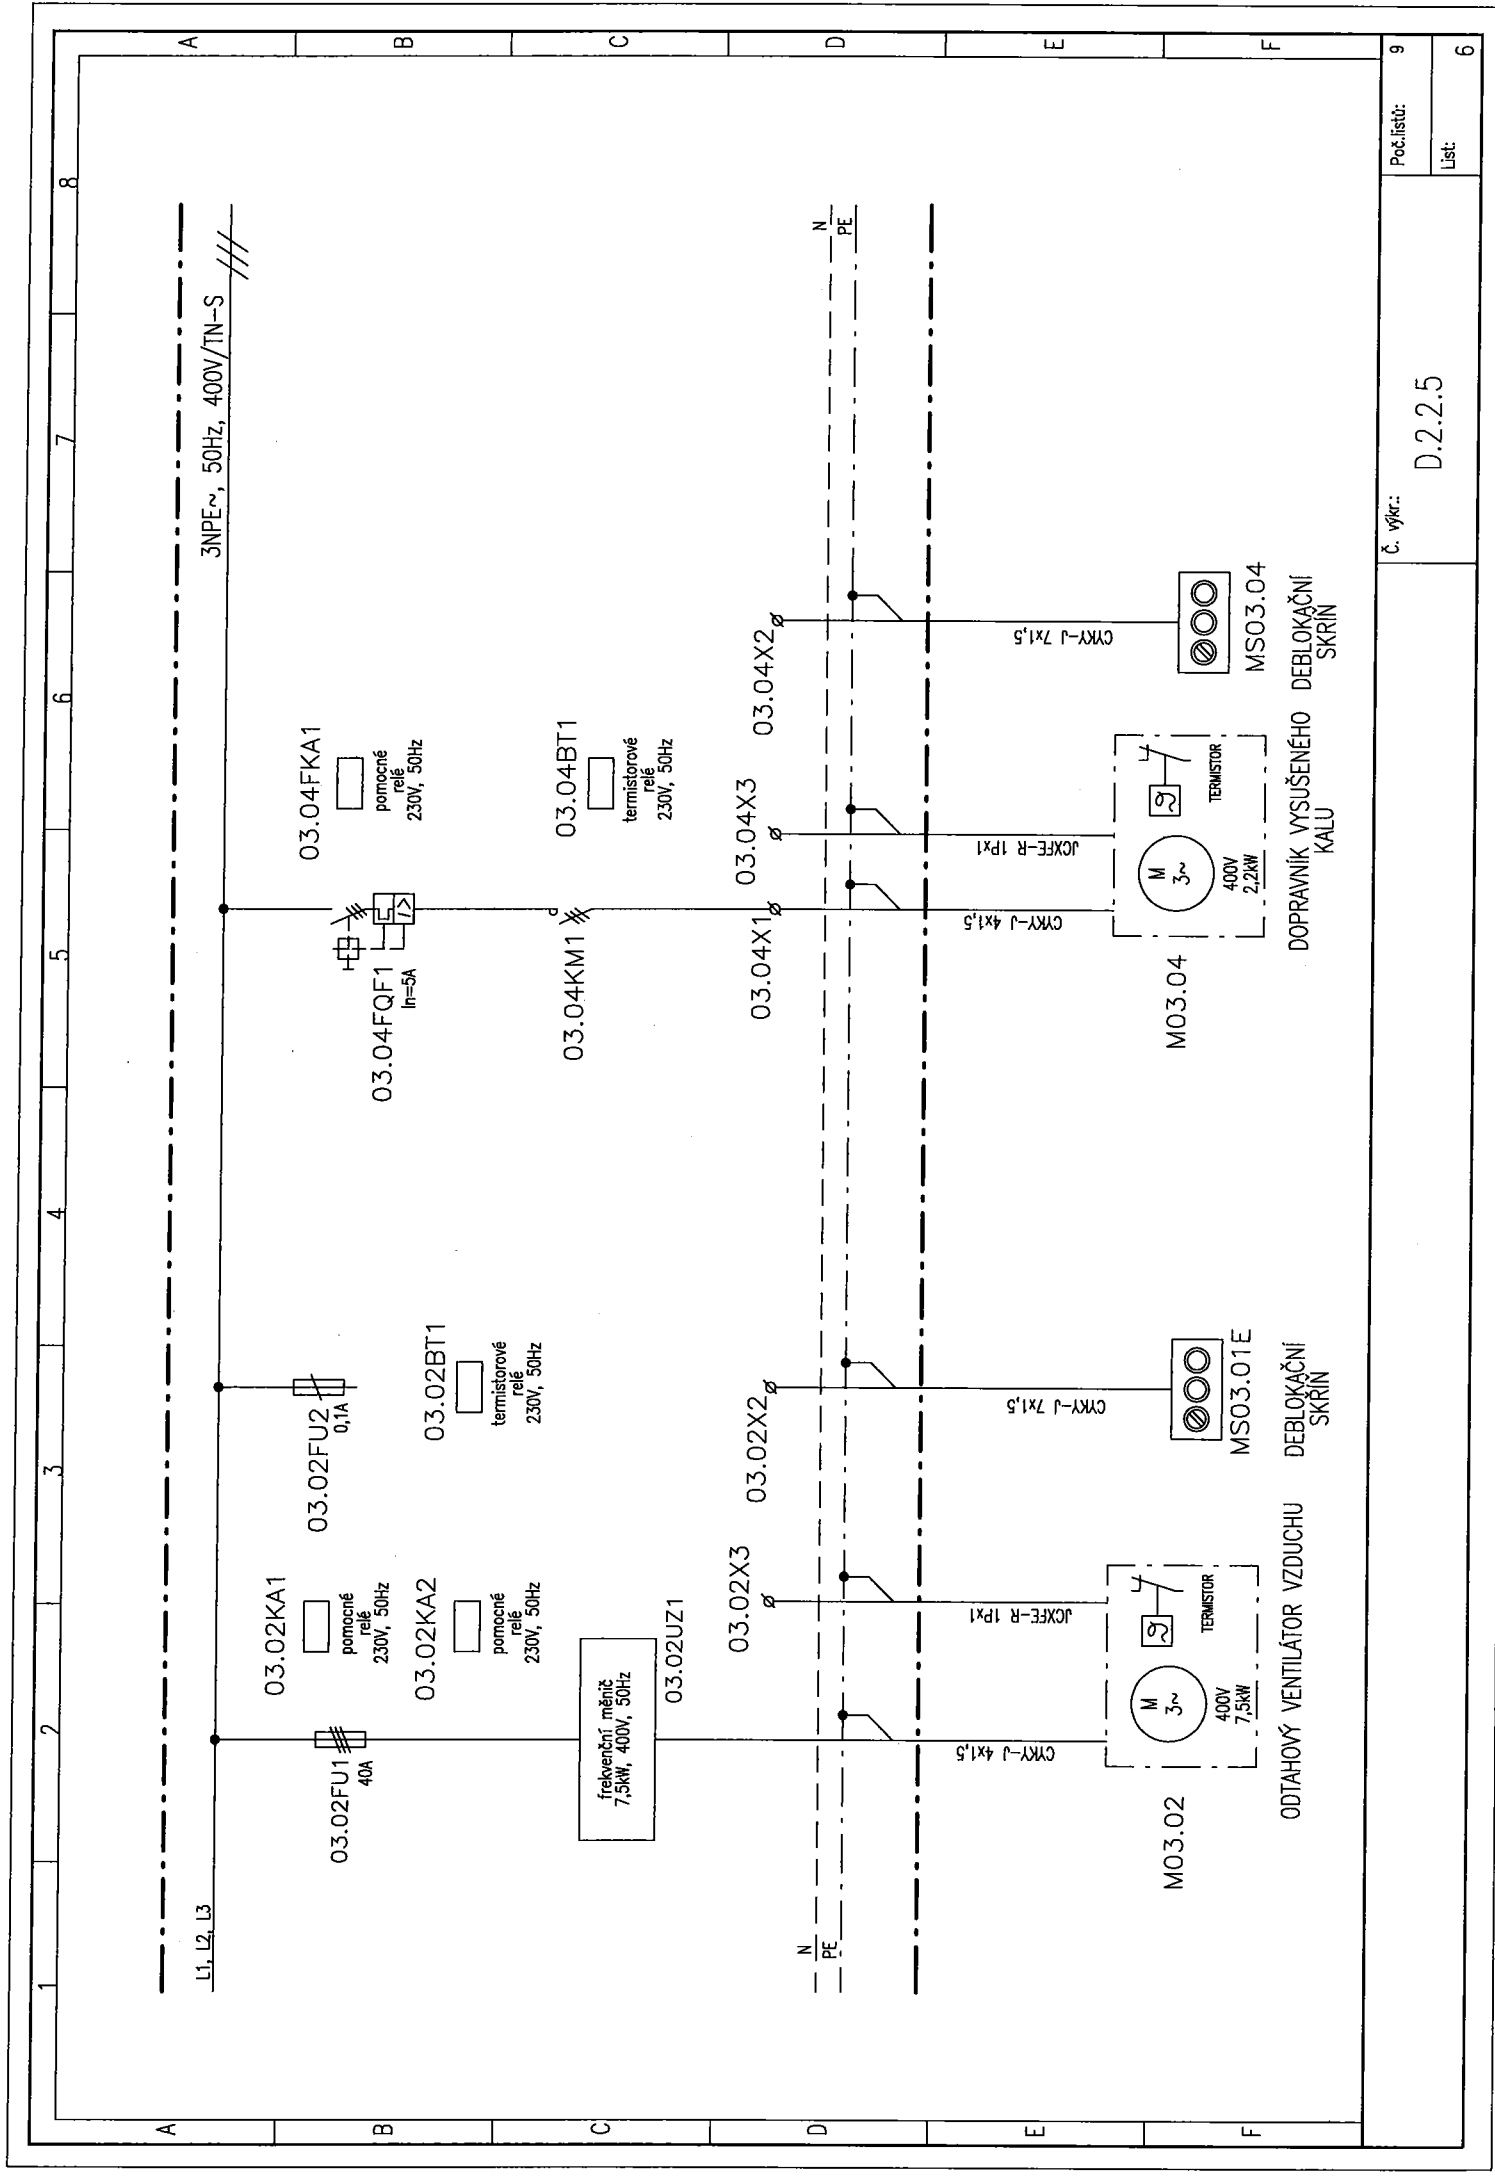 1 2 3 4 5 6 7 8
A
B
C
D
E
F
A
B
C
D
E
F
L1, L2, L3
3NPE~, 50Hz, 400V/TN-S
03.02FU1
40A
03.02KA1
pomocné
relé
230V, 50Hz
03.02KA2
pomocné
relé
230V, 50Hz
frekvenční měnič
7,5kW, 400V, 50Hz
03.02UZ1
03.02FU2
0,1A
03.02BT1
termistorové
relé
230V, 50Hz
03.04FQF1
In=5A
I>
03.04FKA1
pomocné
relé
230V, 50Hz
03.04KM1
03.04BT1
termistorové
relé
230V, 50Hz
03.02X3
03.02X2
03.04X1
03.04X3
03.04X2
N
PE
N
PE
CYKY-J 4x1,5
JCXFE-R 1Px1
CYKY-J 7x1,5
CYKY-J 4x1,5
JCXFE-R 1Px1
CYKY-J 7x1,5
M03.02
M
3~
400V
7,5kW
TERMISTOR
MS03.01E
M03.04
M
3~
400V
2,2kW
TERMISTOR
MS03.04
ODTAHOVÝ VENTILÁTOR VZDUCHU
DEBLOKAČNÍ
SKŘÍN
DOPRAVNÍK VYSUŠENÉHO
KALU
DEBLOKAČNÍ
SKŘÍN
Č. výkr.:
D.2.2.5
Poč.listů: 9
List: 6